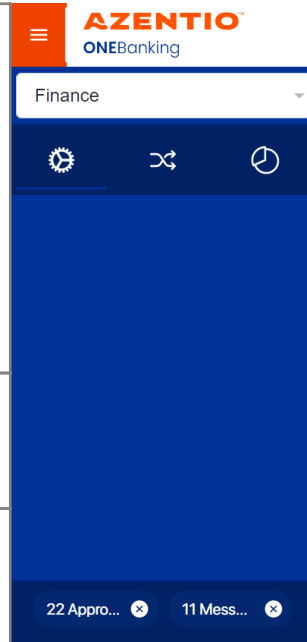 AZENTIO™
ONEBanking
Finance
22 Appro...
11 Mess...